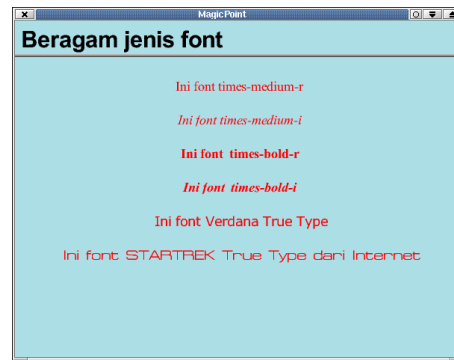 MagicPoint
Beragam jenis font
Ini font times-medium-r
Ini font times-medium-i
Ini font times-bold-r
Ini font times-bold-i
Ini font Verdana True Type
Ini font STARTREK True Type dari Internet